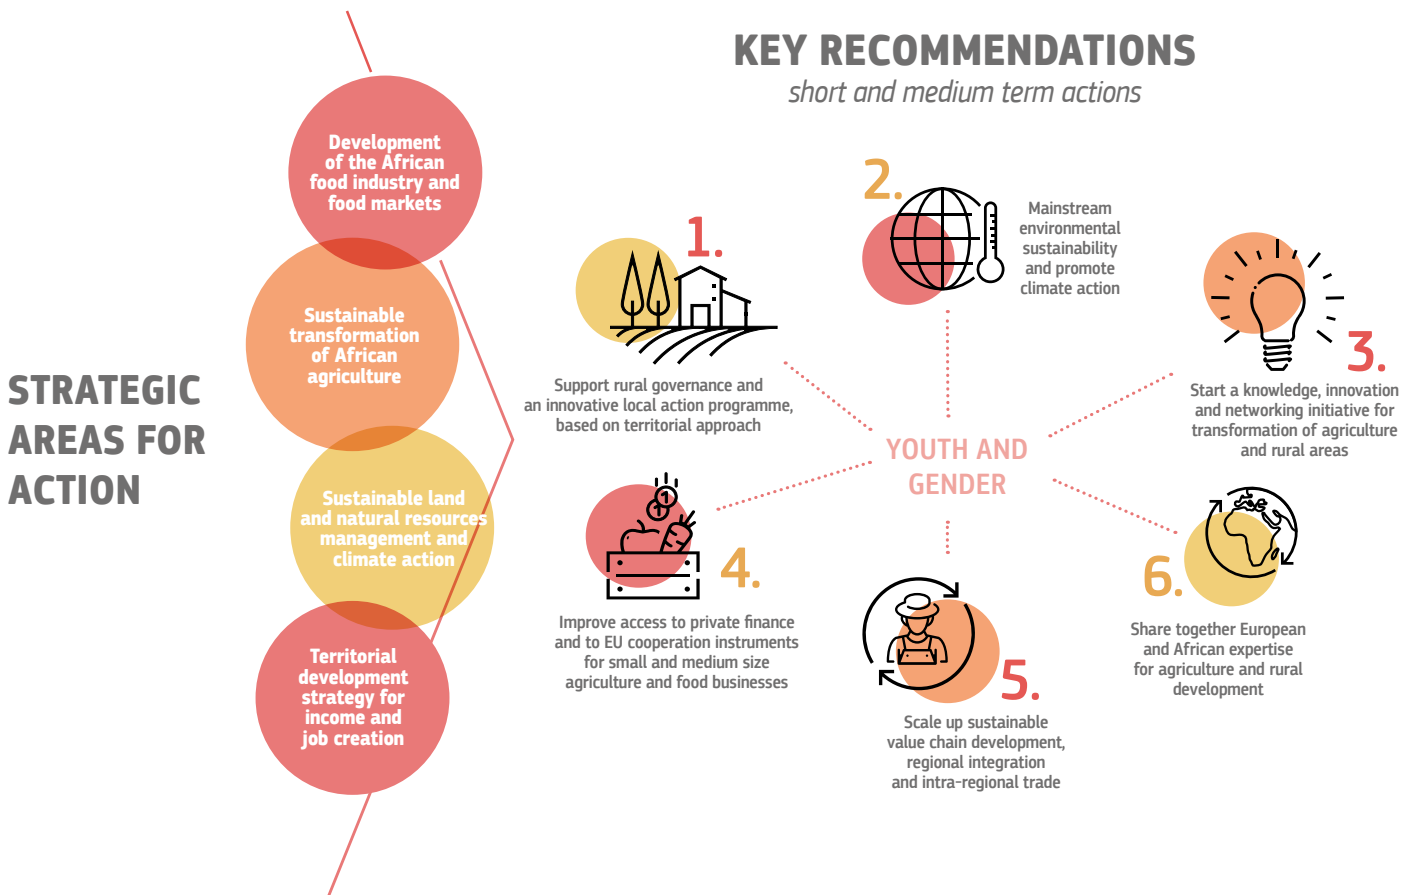 STRATEGIC
AREAS FOR
ACTION
Development
of the African
food industry and
food markets
Sustainable
transformation
of African
agriculture
Sustainable land
and natural resources
management and
climate action
Territorial
development
strategy for
income and
job creation
KEY RECOMMENDATIONS
short and medium term actions
1.
Support rural governance and
an innovative local action programme,
based on territorial approach
2.
Mainstream
environmental
sustainability
and promote
climate action
3.
Start a knowledge, innovation
and networking initiative for
transformation of agriculture
and rural areas
YOUTH AND
GENDER
4.
Improve access to private finance
and to EU cooperation instruments
for small and medium size
agriculture and food businesses
5.
Scale up sustainable
value chain development,
regional integration
and intra-regional trade
6.
Share together European
and African expertise
for agriculture and rural
development